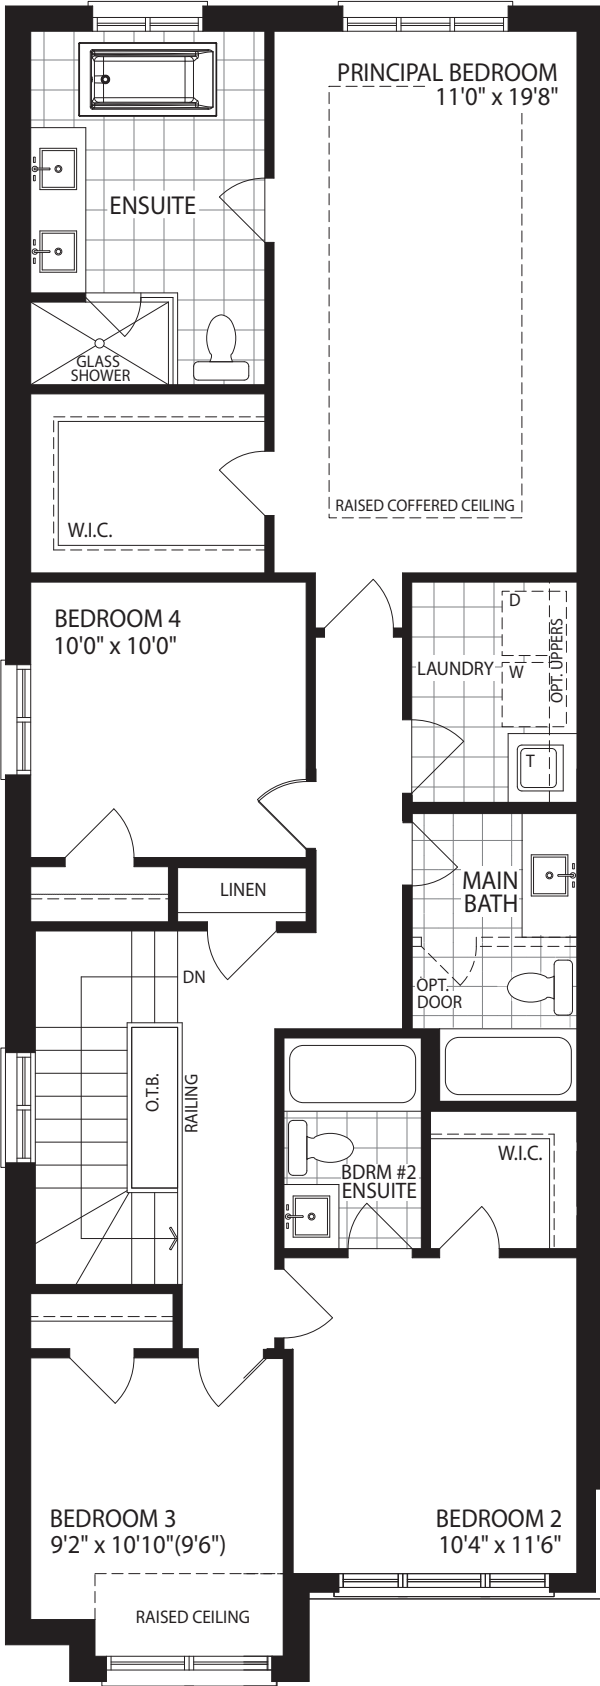 PRINCIPAL BEDROOM
11'0" x 19'8"
ENSUITE
GLASS
SHOWER
RAISED COFFERED CEILING
W.I.C.
BEDROOM 4
10'0" x 10'0"
D
OPT. UPPERS
LAUNDRY
W
T
LINEN
MAIN
BATH
DN
OPT.
DOOR
O.T.B.
RAILING
W.I.C.
BDRM #2
ENSUITE
BEDROOM 3
9'2" x 10'10"(9'6")
BEDROOM 2
10'4" x 11'6"
RAISED CEILING